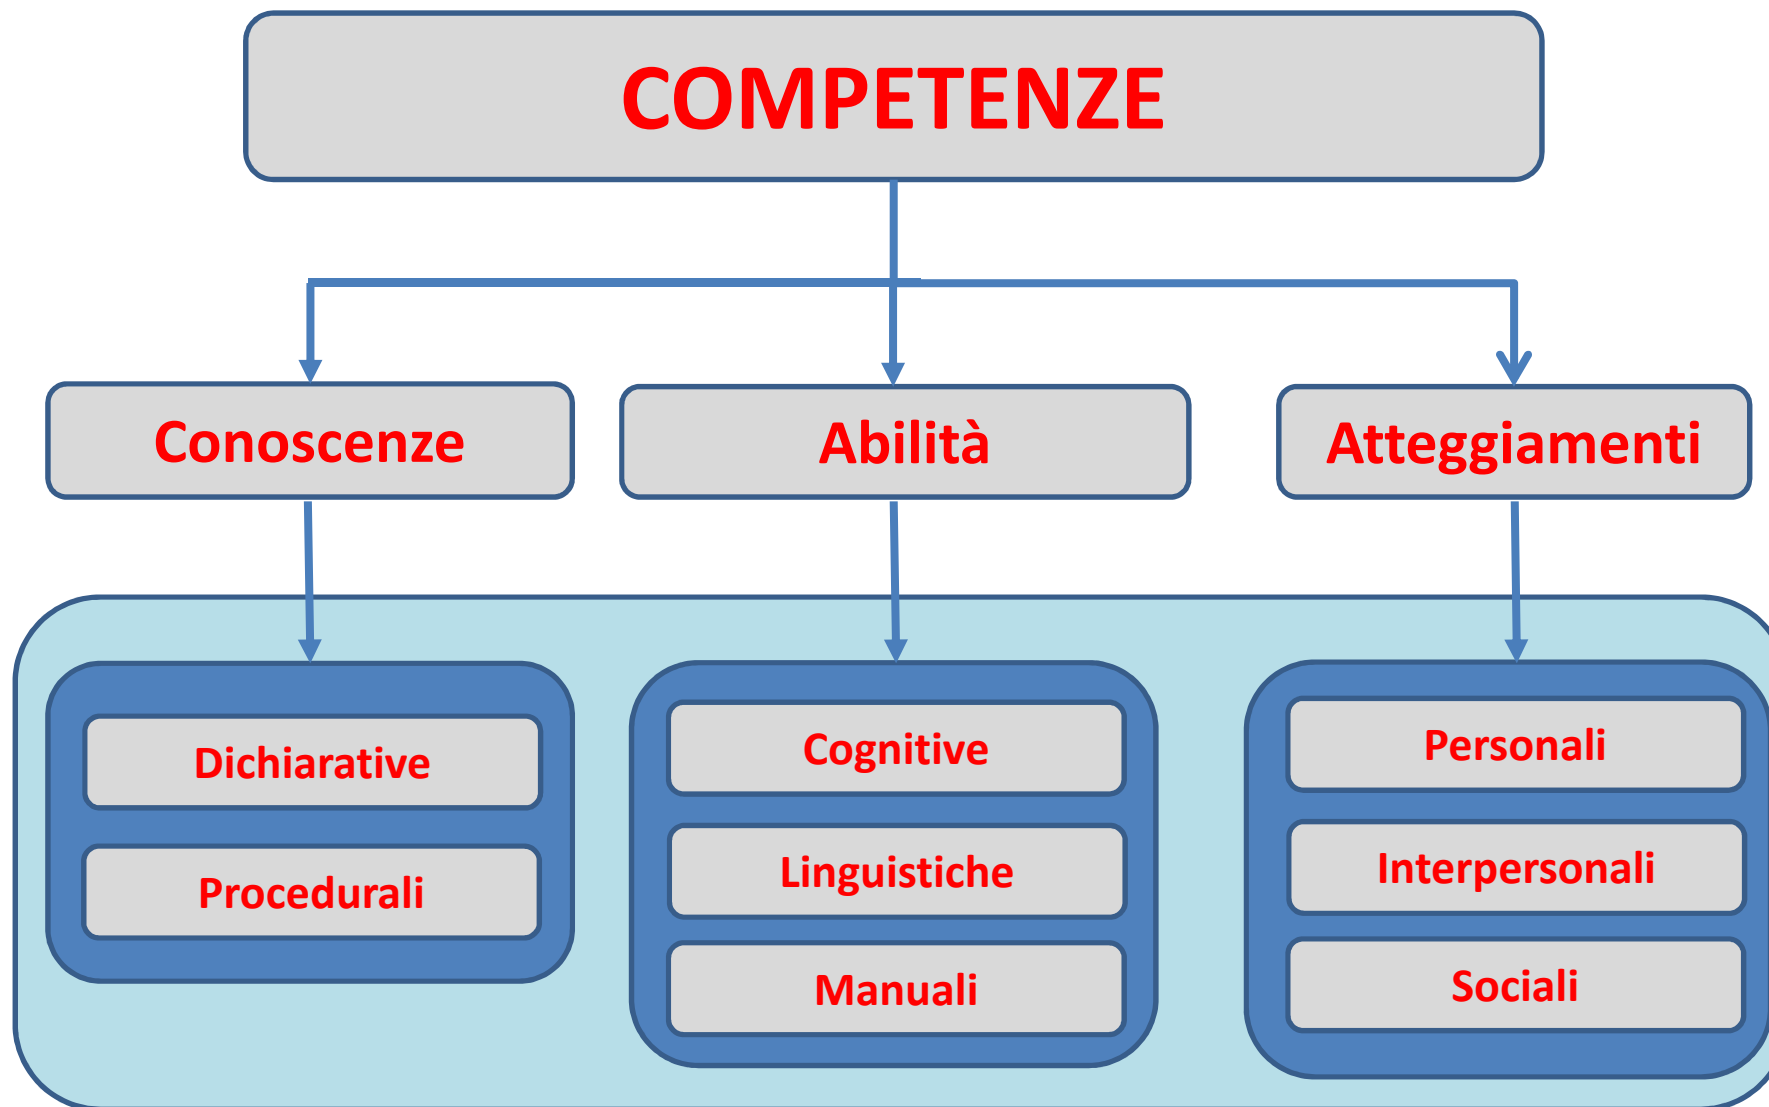 COMPETENZE
Conoscenze
Abilità
Atteggiamenti
Dichiarative
Procedurali
Cognitive
Linguistiche
Manuali
Personali
Interpersonali
Sociali